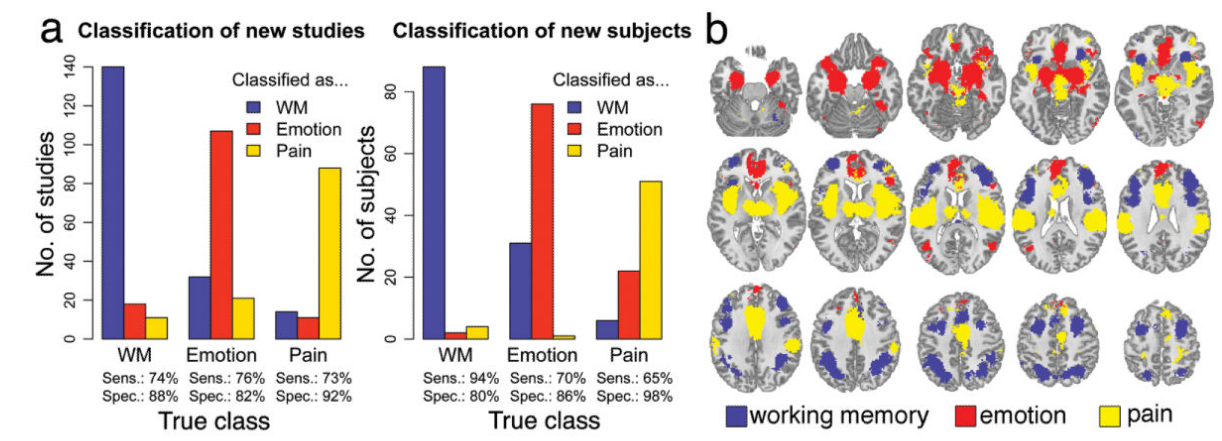 a
Classification of new studies
No. of studies
140
120
100
80
60
40
20
0
Classified as...
WM
Emotion
Pain
WM Emotion Pain
Sens.: 74% Sens.: 76% Sens.: 73%
Spec.: 88% Spec.: 82% Spec.: 92%
True class
Classification of new subjects
No. of subjects
80
60
40
20
0
Classified as...
WM
Emotion
Pain
WM Emotion Pain
Sens.: 94% Sens.: 70% Sens.: 65%
Spec.: 80% Spec.: 86% Spec.: 98%
True class
b
working memory emotion pain